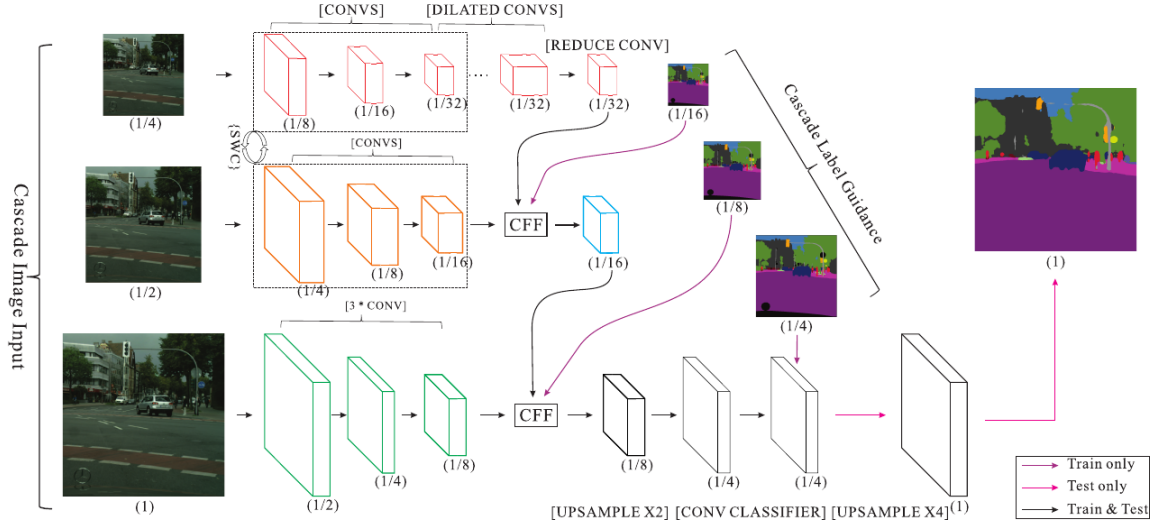 [CONVS] [DILATED CONVS]
[REDUCE CONV]
(1/4)
(1/8)
(1/16)
(1/32)
(1/32)
(1/32)
(1/16)
{SWC}
[CONVS]
Cascade Image Input
(1/2)
(1/4)
(1/8)
(1/16)
CFF
(1/16)
(1/8)
Cascade Label Guidance
(1)
[3 * CONV]
(1/4)
(1)
(1/2)
(1/4)
(1/8)
CFF
(1/8)
(1/4)
(1/4)
(1)
[UPSAMPLE X2] [CONV CLASSIFIER] [UPSAMPLE X4]
Train only
Test only
Train & Test